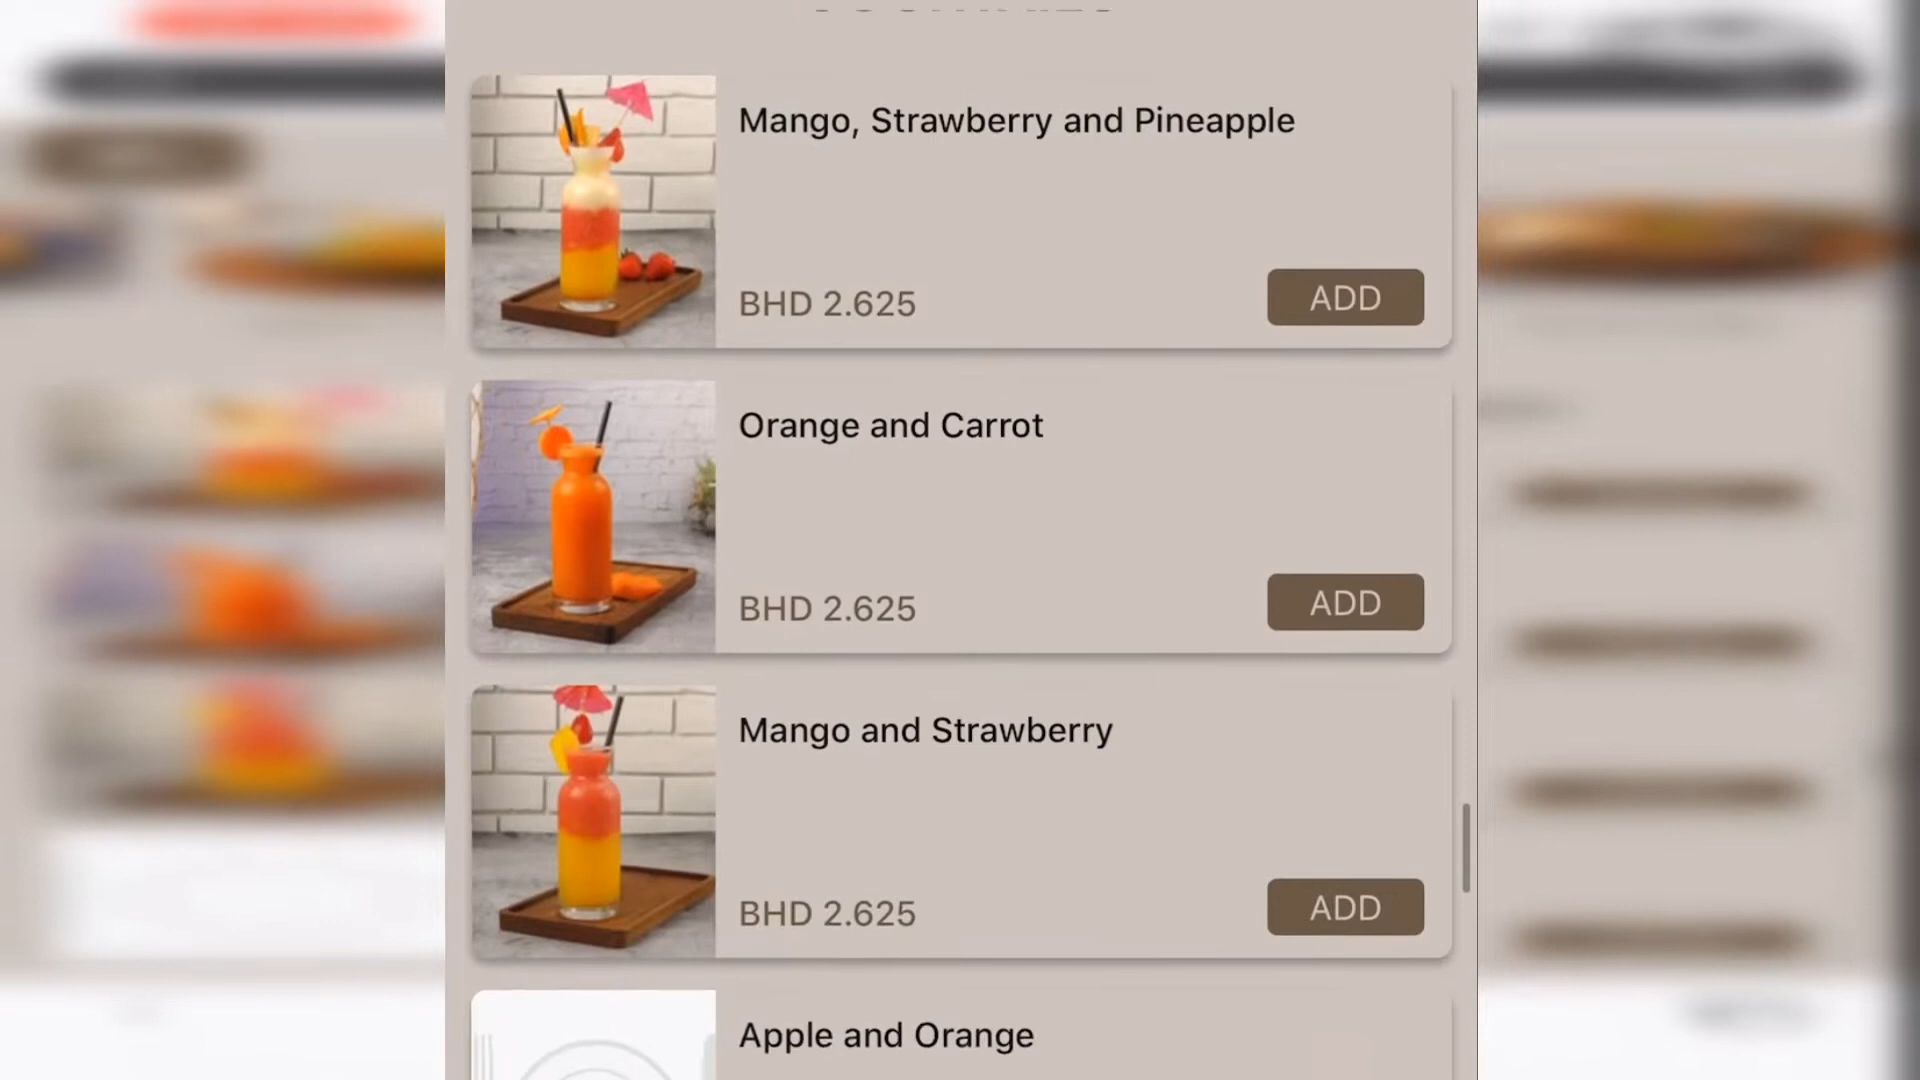 Mango, Strawberry and Pineapple
BHD 2.625
ADD
Orange and Carrot
BHD 2.625
ADD
Mango and Strawberry
BHD 2.625
ADD
Apple and Orange